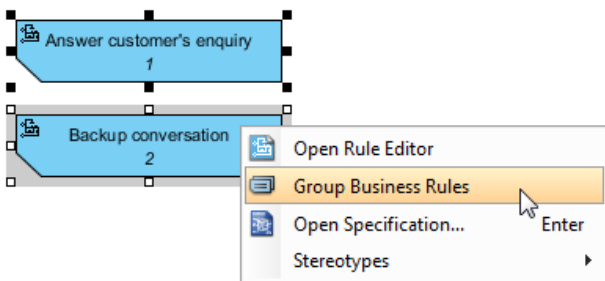 Answer customer's enquiry
1
Backup conversation
2
Open Rule Editor
Group Business Rules
Open Specification... Enter
Stereotypes